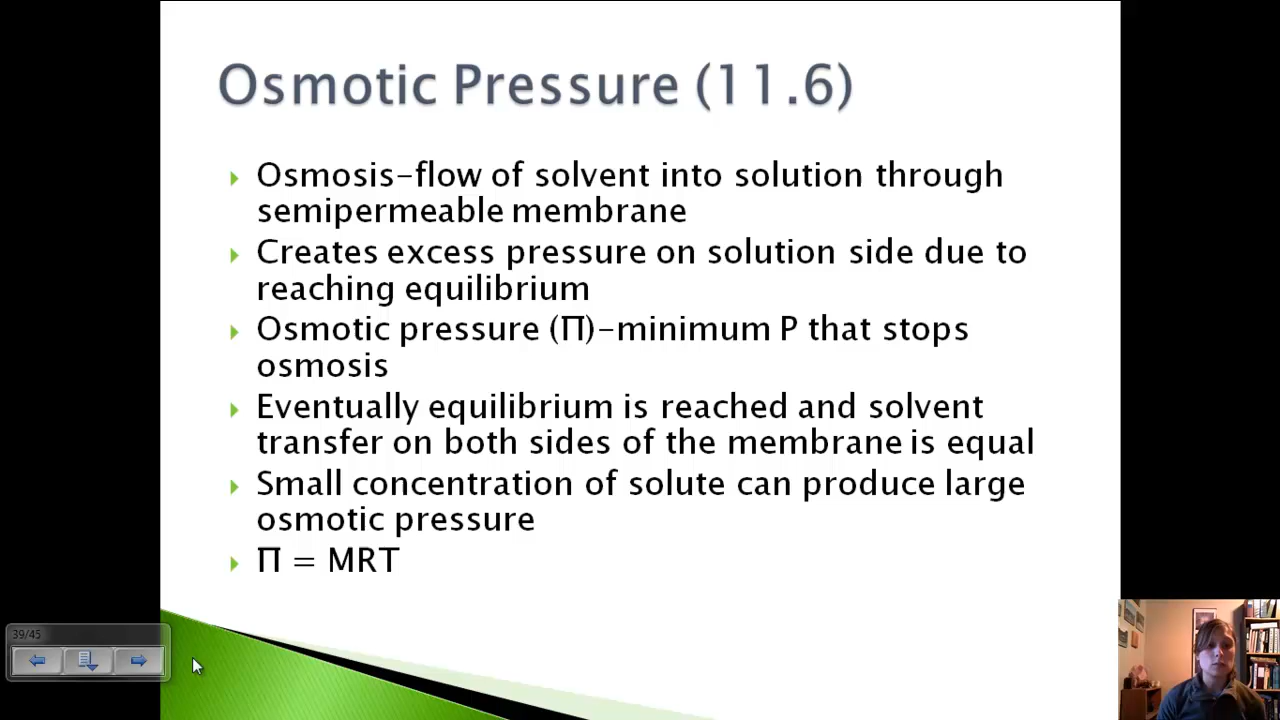 Osmotic Pressure (11.6)
Osmosis-flow of solvent into solution through
semipermeable membrane
Creates excess pressure on solution side due to
reaching equilibrium
Osmotic pressure (Π)-minimum P that stops
osmosis
Eventually equilibrium is reached and solvent
transfer on both sides of the membrane is equal
Small concentration of solute can produce large
osmotic pressure
Π = MRT
39/45